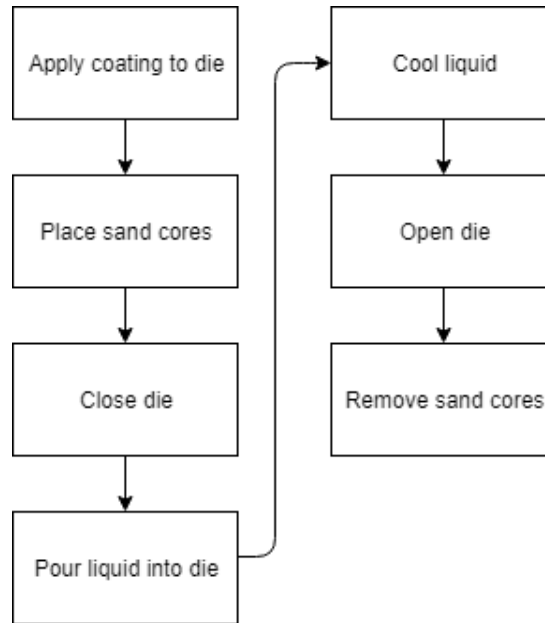 Apply coating to die
Place sand cores
Close die
Pour liquid into die
Cool liquid
Open die
Remove sand cores